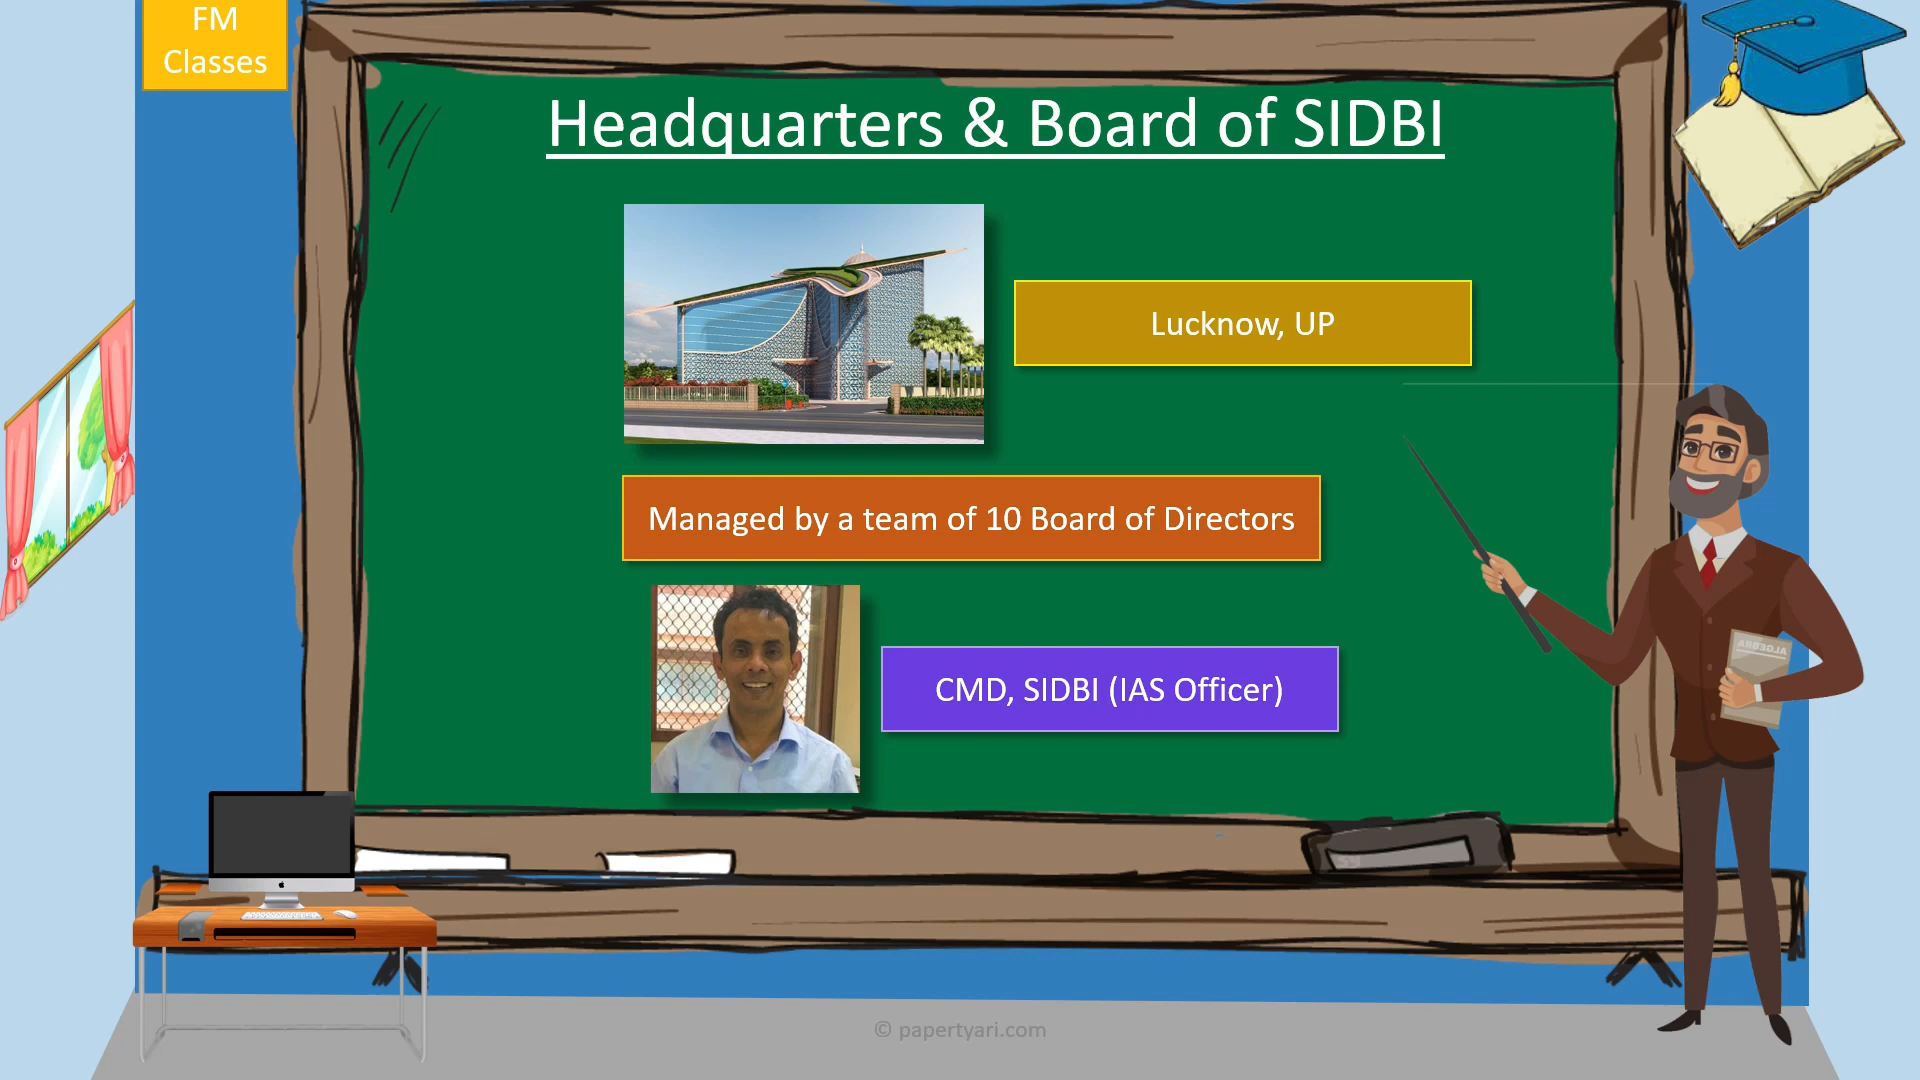 FM
Classes
Headquarters & Board of SIDBI
Lucknow, UP
Managed by a team of 10 Board of Directors
CMD, SIDBI (IAS Officer)
ALGEBRA
© papertyari.com